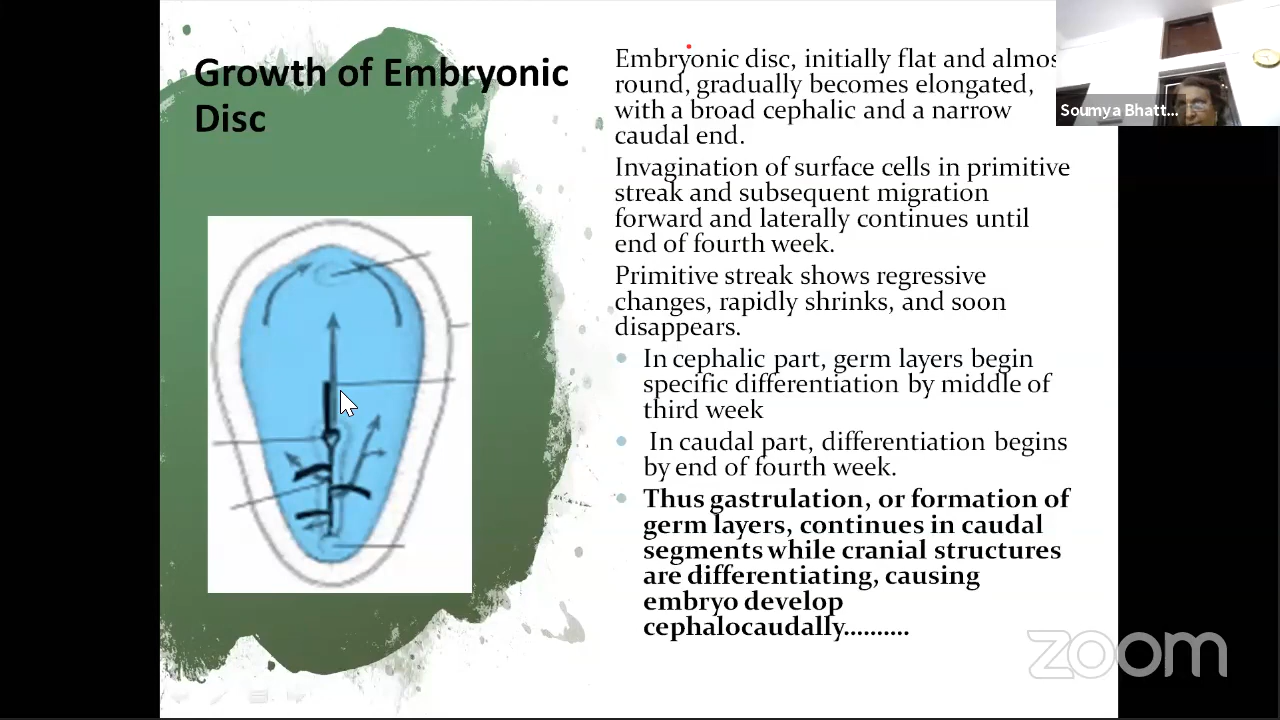 Growth of Embryonic
Disc
Embryonic disc, initially flat and almos
round, gradually becomes elongated,
with a broad cephalic and a narrow
caudal end.
Invagination of surface cells in primitive
streak and subsequent migration
forward and laterally continues until
end of fourth week.
Primitive streak shows regressive
changes, rapidly shrinks, and soon
disappears.
In cephalic part, germ layers begin
specific differentiation by middle of
third week
In caudal part, differentiation begins
by end of fourth week.
Thus gastrulation, or formation of
germ layers, continues in caudal
segments while cranial structures
are differentiating, causing
embryo develop
cephalocaudally..........
Soumya Bhatt...
zoom